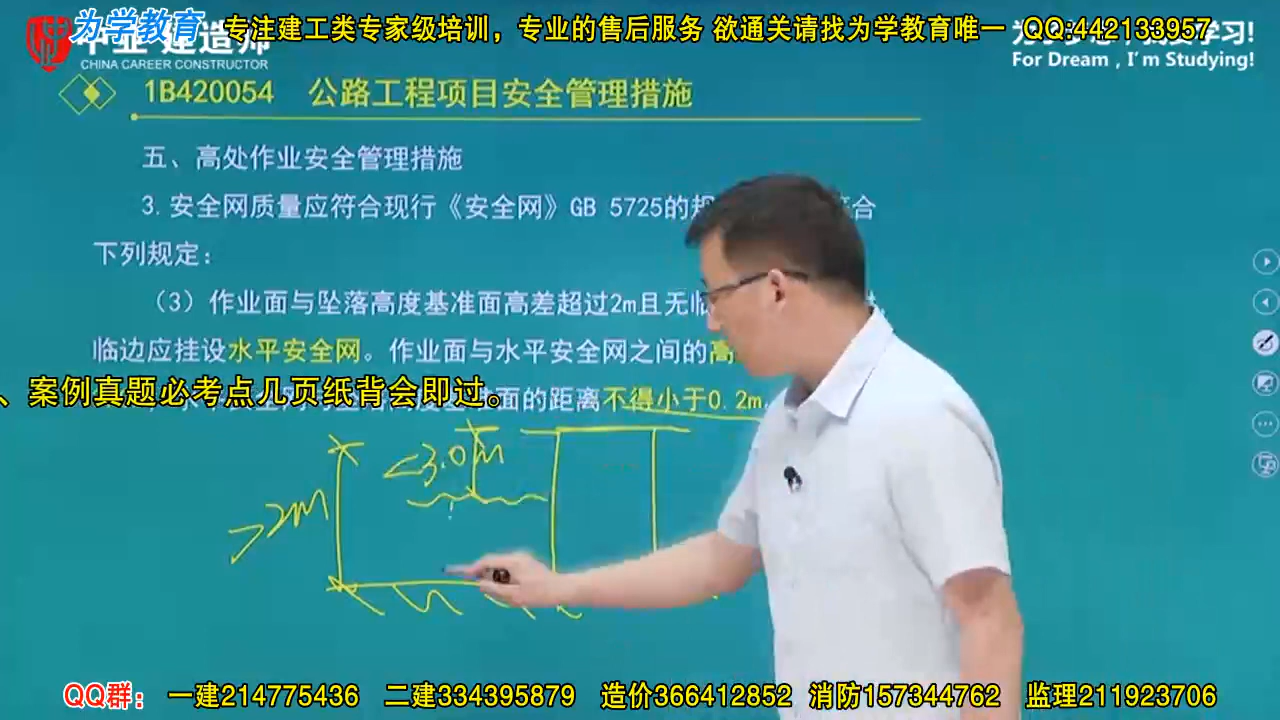 为学教育 专注建工类专家级培训，专业的售后服务 欲通关请找为学教育唯一 QQ:442133957
建造师
CHINA CAREER CONSTRUCTOR
学习!
For Dream , I'm Studying!
1B420054 公路工程项目安全管理措施
五、高处作业安全管理措施
3.安全网质量应符合现行《安全网》GB 5725的规 符合
下列规定：
（3）作业面与坠落高度基准面高差超过2m且无临
临边应挂设水平安全网。作业面与水平安全网之间的高
、案例真题必考点几页纸背会即过。
面的距离不得小于0.2m
<3.0m
>2m
QQ群： 一建214775436 二建334395879 造价366412852 消防157344762 监理211923706